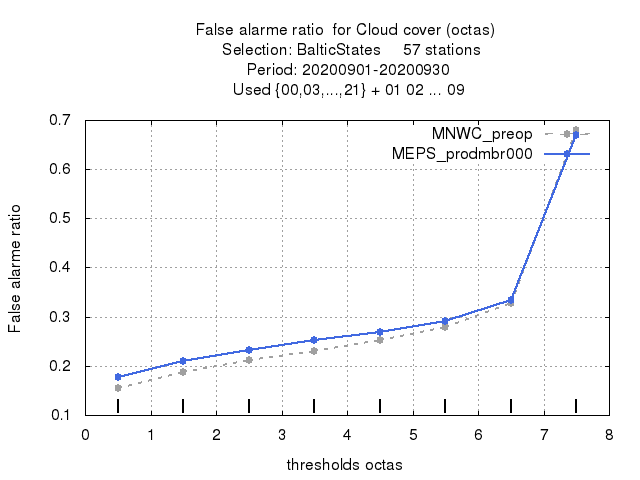 False alarme ratio  for Cloud cover (octas)
Selection: BalticStates     57 stations
Period: 20200901-20200930
Used {00,03,...,21} + 01 02 ... 09
MNWC_preop
MEPS_prodmbr000
False alarme ratio
0.7
0.6
0.5
0.4
0.3
0.2
0.1
0 1 2 3 4 5 6 7 8
thresholds octas